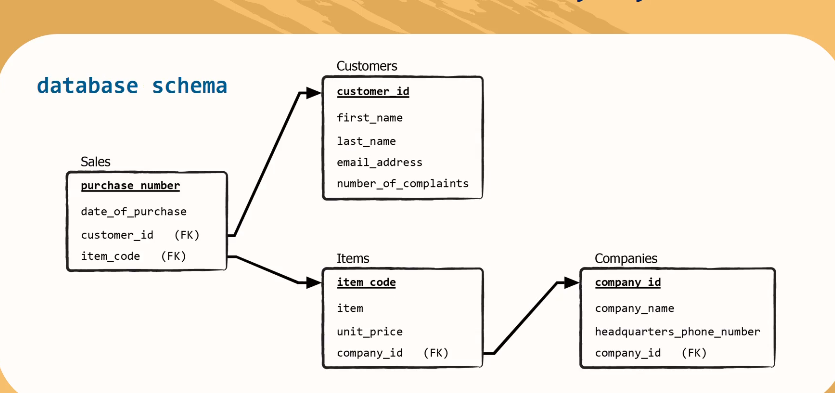 database schema
Customers
customer_id
first_name
last_name
email_address
number_of_complaints
Sales
purchase_number
date_of_purchase
customer_id (FK)
item_code (FK)
Items
item_code
item
unit_price
company_id (FK)
Companies
company_id
company_name
headquarters_phone_number
company_id (FK)